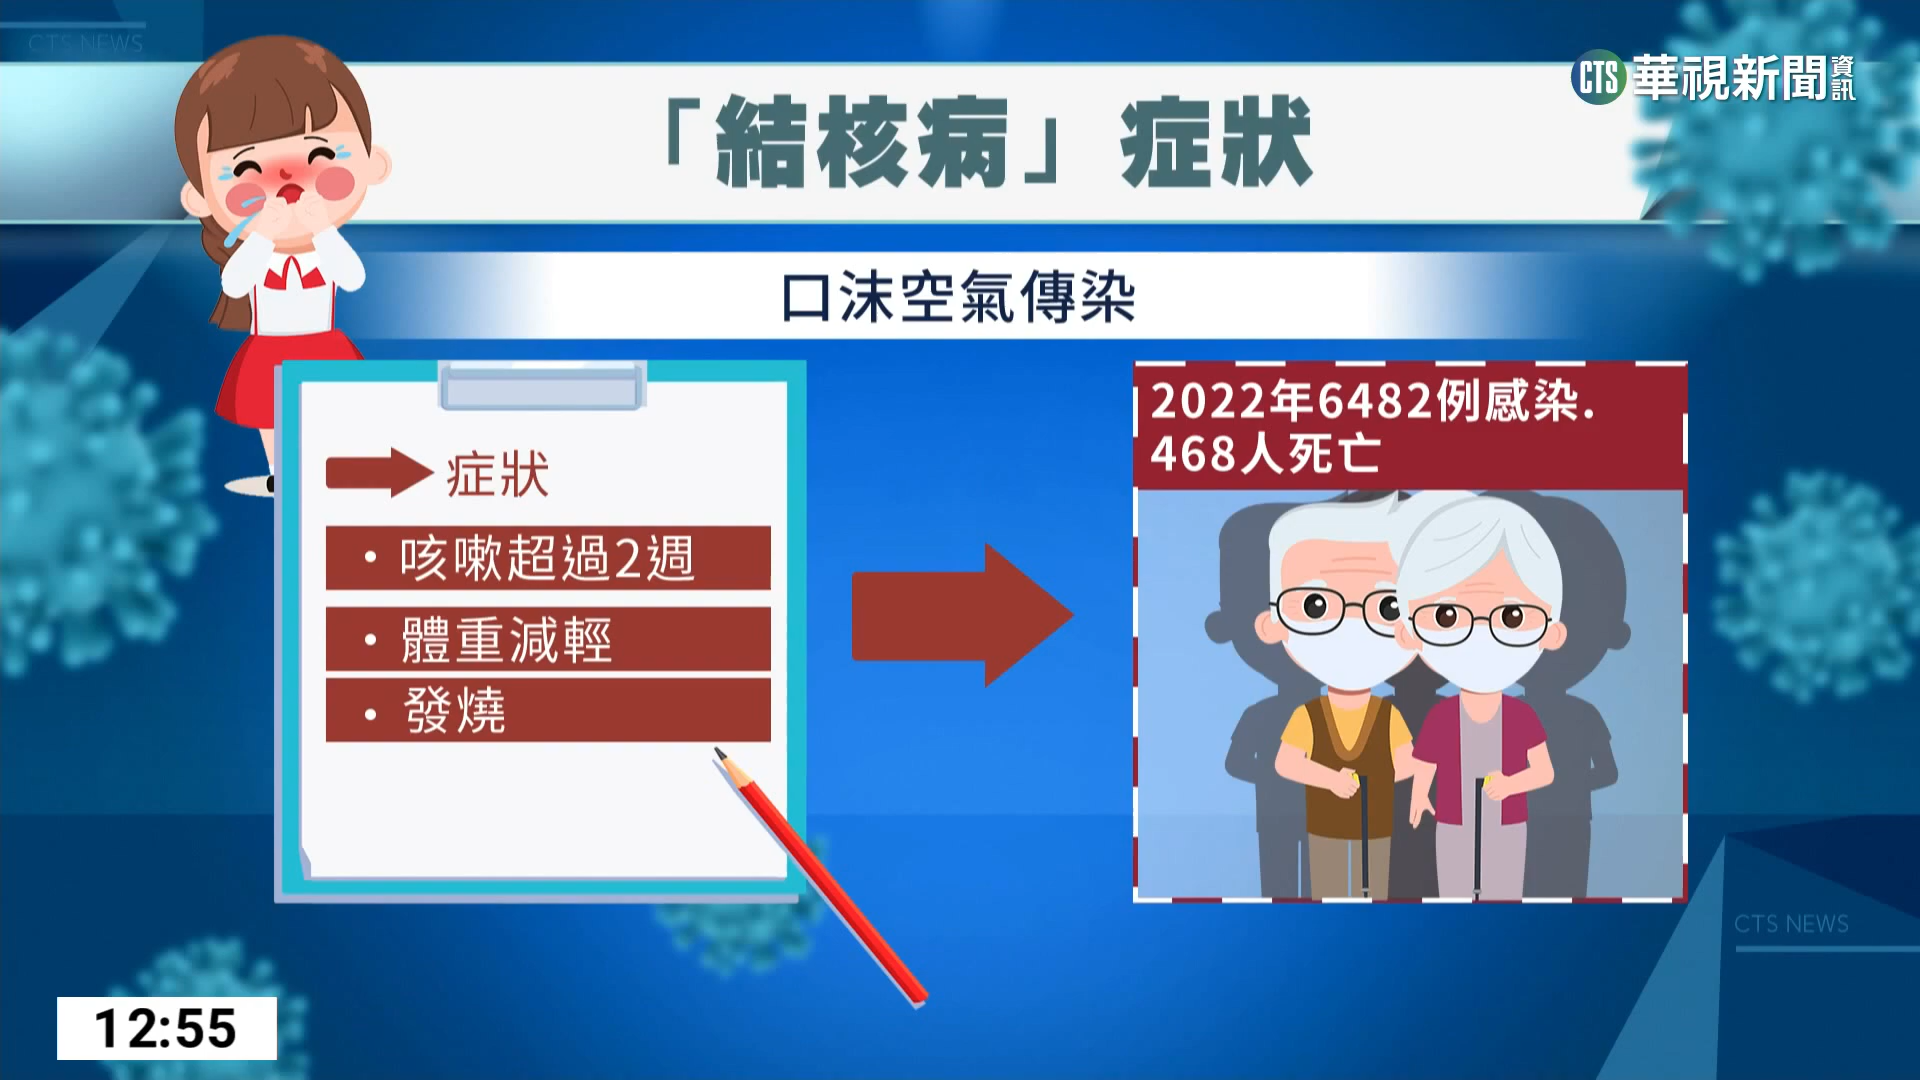 CTS NEWS
CTS 華視新聞資訊
「結核病」症狀
口沫空氣傳染
症狀
• 咳嗽超過2週
• 體重減輕
• 發燒
2022年6482例感染.
468人死亡
CTS NEWS
12:55